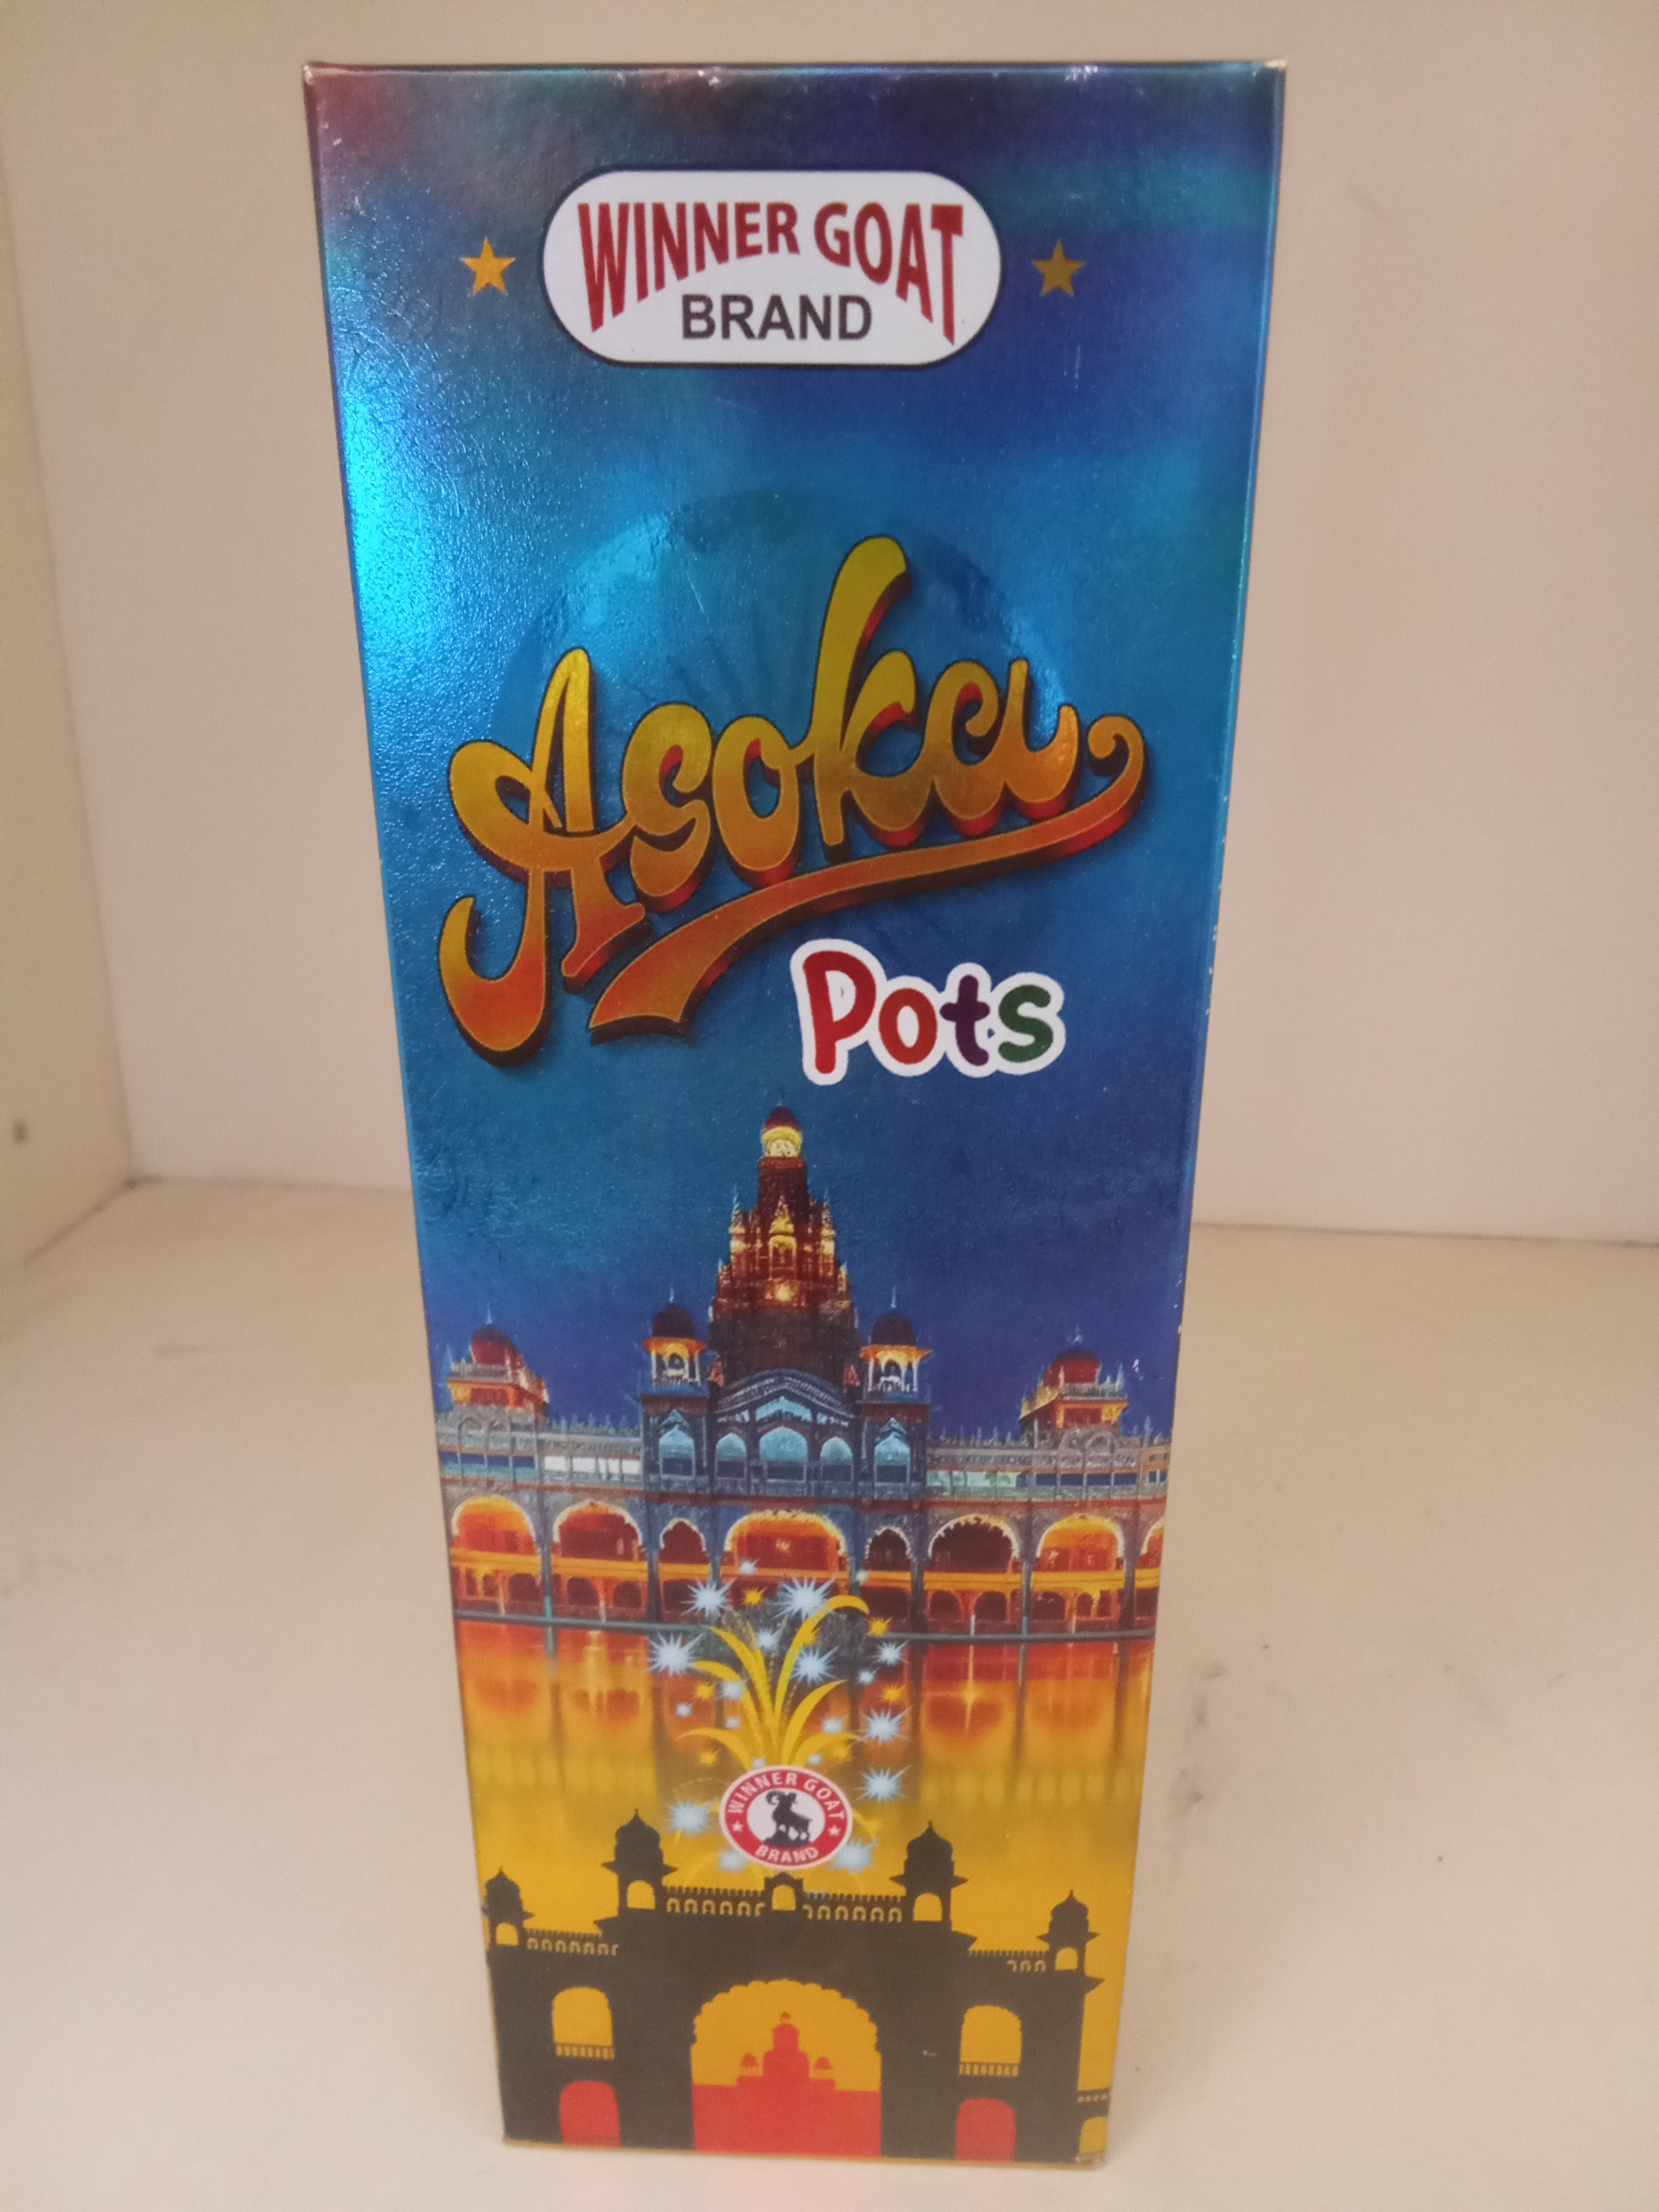 WINNER GOAT
BRAND
Asoka
Pots
WINNER GOAT
BRAND